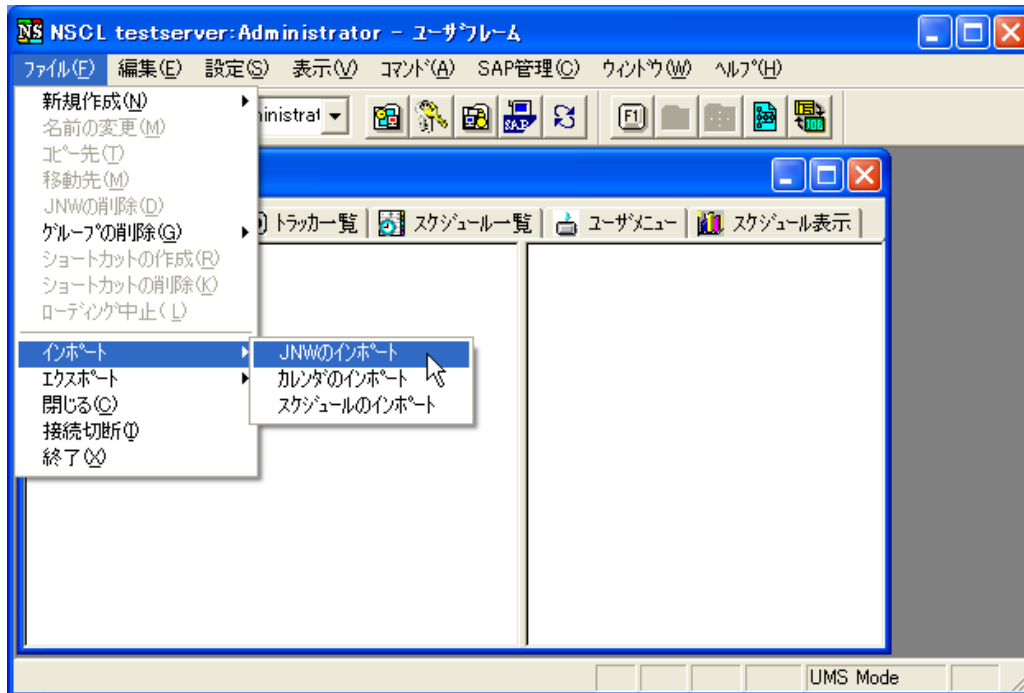 NS NSCL testserver:Administrator - ユーザフレーム
ファイル(F) 編集(E) 設定(S) 表示(V) コマンド(A) SAP管理(C) ウィンドウ(W) ヘルプ(H)
新規作成(N)
inistrat
F1
SAP
JOB
名前の変更(M)
コピー先(T)
移動先(M)
JNWの削除(D)
トラッカ一覧 スケジュール一覧 ユーザメニュー スケジュール表示
グループの削除(G)
ショートカットの作成(R)
ショートカットの削除(K)
ローディング中止(L)
インポート
JNWのインポート
エクスポート
カレンダのインポート
閉じる(C)
スケジュールのインポート
接続切断(I)
終了(X)
UMS Mode